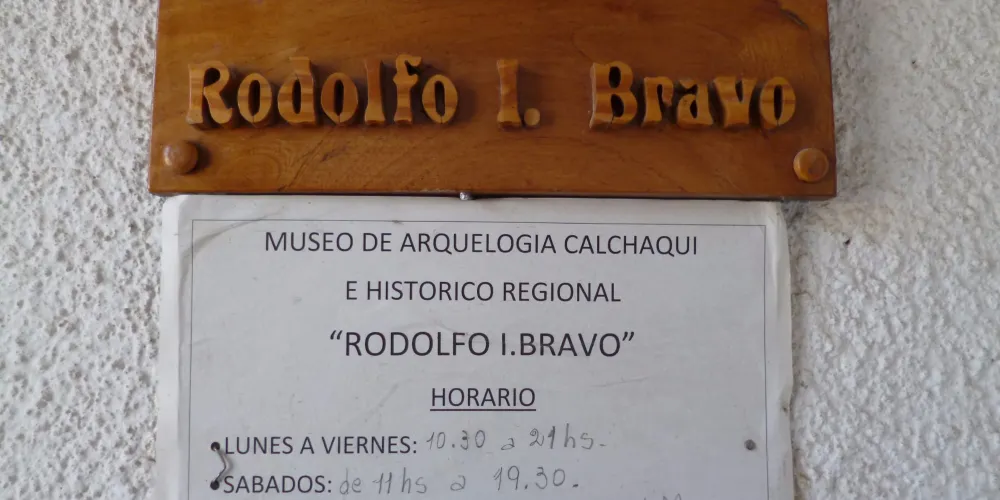 Rodolfo I. Bravo
MUSEO DE ARQUELOGIA CALCHAQUI
E HISTORICO REGIONAL
“RODOLFO I.BRAVO”
HORARIO
•LUNES A VIERNES: 10.30 a 21hs.
•SABADOS: de 11hs a 19.30.